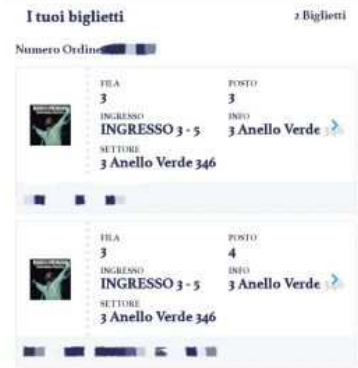 I tuoi biglietti 2 Biglietti
Numero Ordine
FILA POSTO
3 3
INGRESSO INFO
INGRESSO 3 - 5 3 Anello Verde
SETTORE
3 Anello Verde 346
FILA POSTO
3 4
INGRESSO INFO
INGRESSO 3 - 5 3 Anello Verde
SETTORE
3 Anello Verde 346